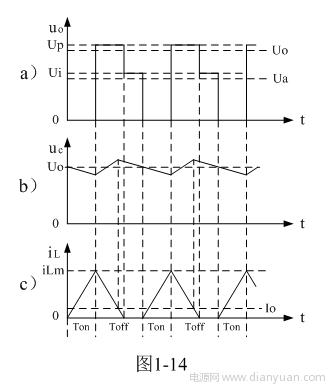 uo
Up
Uo
a)
Ui
Ua
0
t
uc
Uo
b)
0
t
iL
iLm
c)
Io
0
t
Ton Toff Ton Toff Ton
图1-14
电源网 www.dianyuan.com